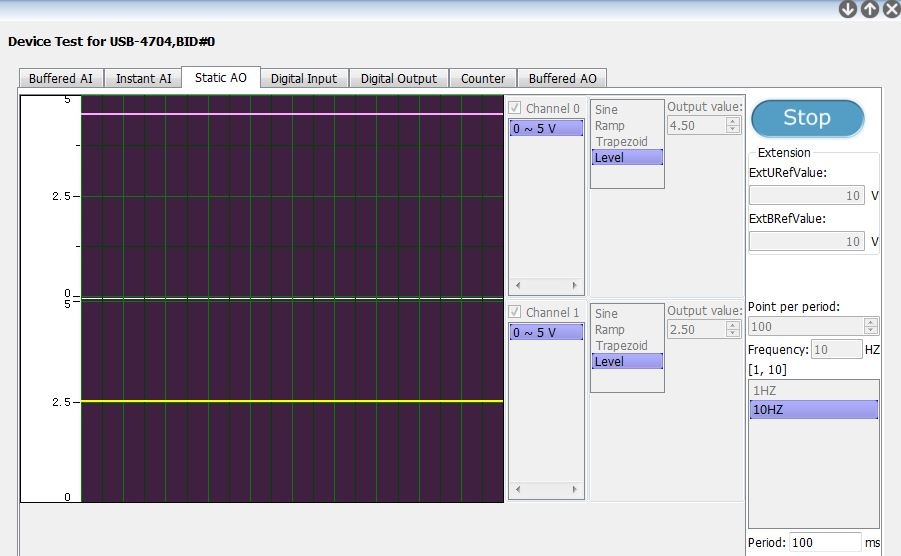 Device Test for USB-4704,BID#0
Buffered AI
Instant AI
Static AO
Digital Input
Digital Output
Counter
Buffered AO
5
2.5
0
Channel 0
0 ~ 5 V
Sine
Ramp
Trapezoid
Level
Output value:
4.50
5
2.5
0
Channel 1
0 ~ 5 V
Sine
Ramp
Trapezoid
Level
Output value:
2.50
Stop
Extension
ExtURefValue:
10 V
ExtBRefValue:
10 V
Point per period:
100
Frequency: 10 HZ
[1, 10]
1HZ
10HZ
Period: 100 ms